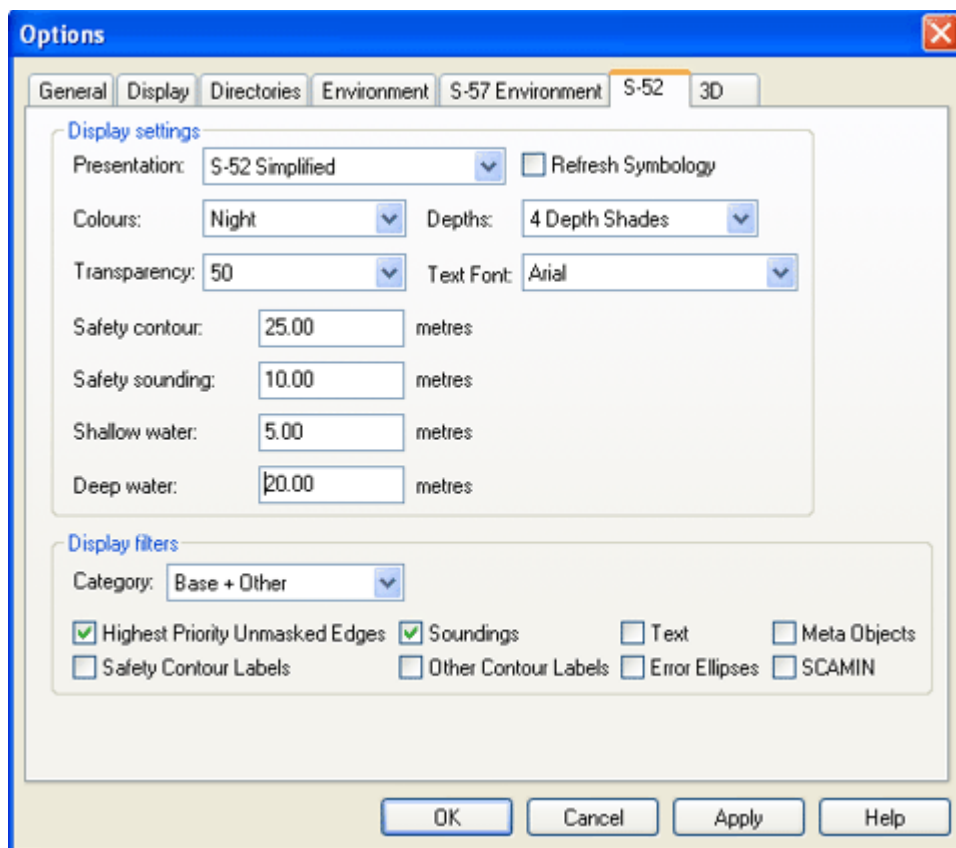 Options
General Display Directories Environment S-57 Environment S-52 3D
Display settings
Presentation: S-52 Simplified Refresh Symbology
Colours: Night Depths: 4 Depth Shades
Transparency: 50 Text Font: Arial
Safety contour: 25.00 metres
Safety sounding: 10.00 metres
Shallow water: 5.00 metres
Deep water: 20.00 metres
Display filters
Category: Base + Other
Highest Priority Unmasked Edges Soundings Text Meta Objects
Safety Contour Labels Other Contour Labels Error Ellipses SCAMIN
OK Cancel Apply Help